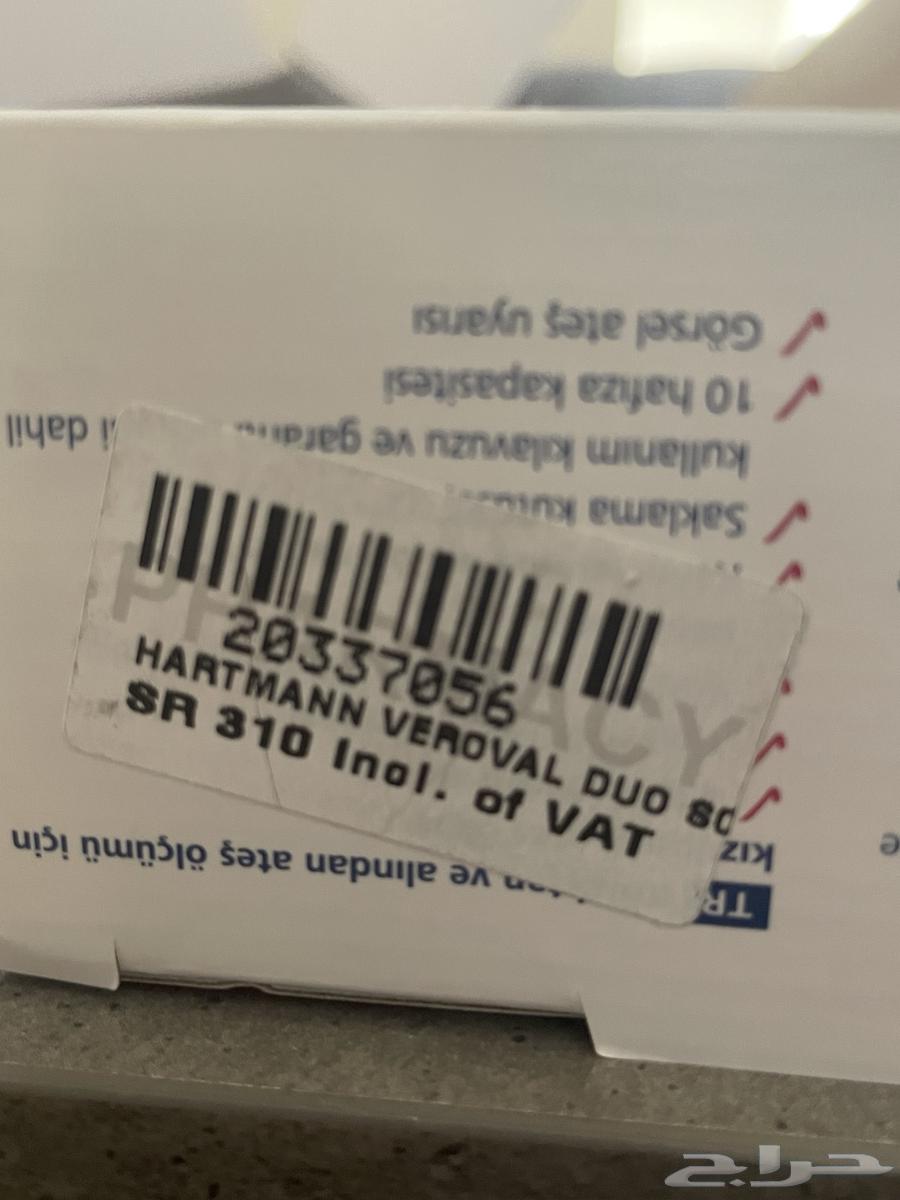 20337056
HARTMANN VEROVAL DUO SC
SR 310 Incl. of VAT
PHARMACY
TR
ve alından ateş ölçümü için
kız
Saklama
kullanım kılavuzu ve dahil
10 hafıza kapasitesi
Görsel ateş uyarısı
حراج